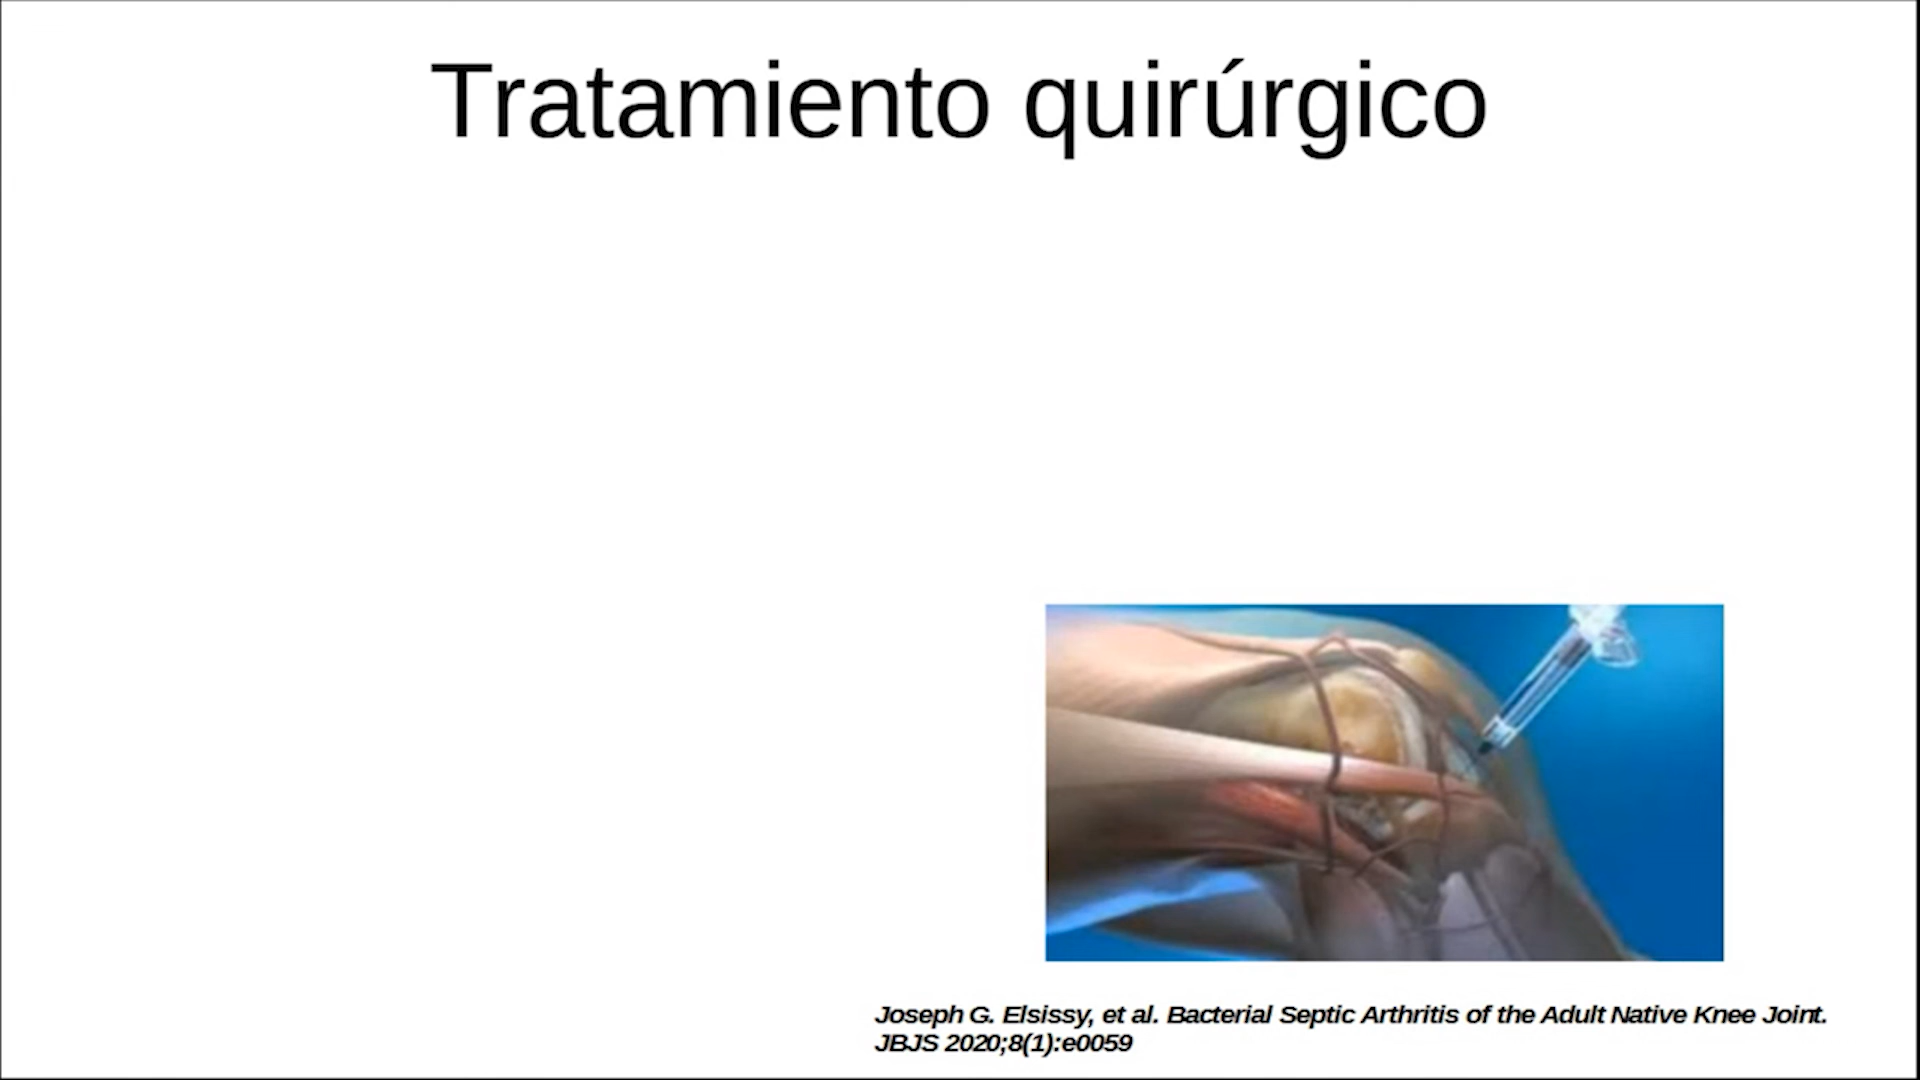 Tratamiento quirúrgico
Joseph G. Elsissy, et al. Bacterial Septic Arthritis of the Adult Native Knee Joint.
JBJS 2020;8(1):e0059